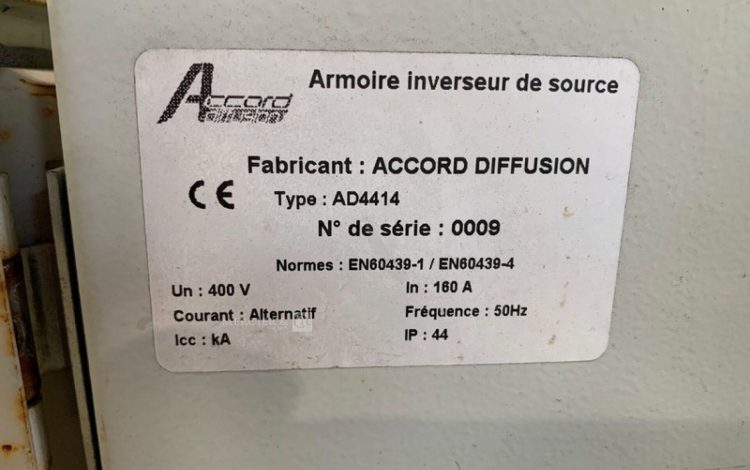 Accord
Armoire inverseur de source
Fabricant : ACCORD DIFFUSION
CE
Type : AD4414
N° de série : 0009
Normes : EN60439-1 / EN60439-4
Un : 400 V
In : 160 A
Courant : Alternatif
Fréquence : 50Hz
Icc : kA
IP : 44